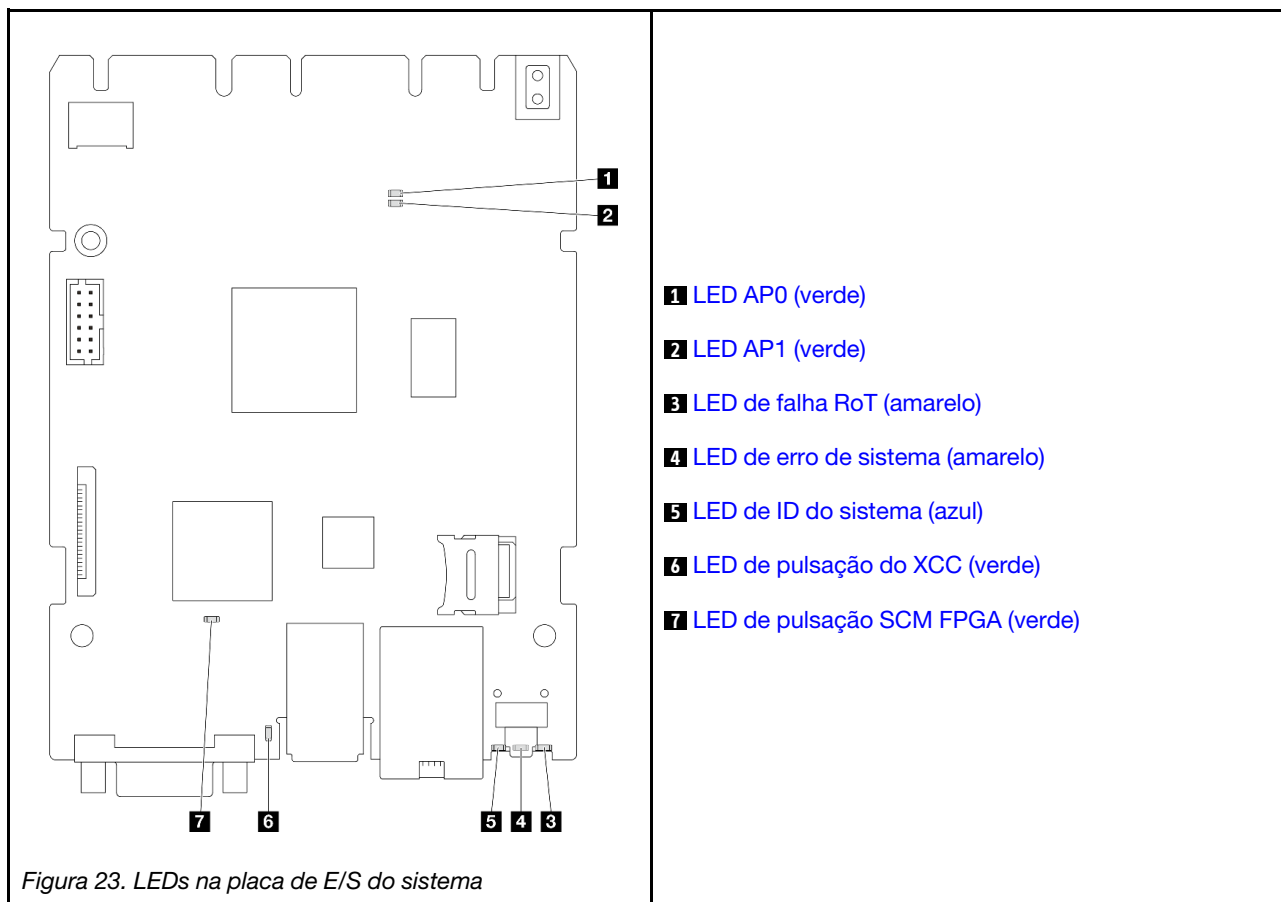 1
2
7
6
5 4 3
Figura 23. LEDs na placa de E/S do sistema
1 LED AP0 (verde)
2 LED AP1 (verde)
3 LED de falha RoT (amarelo)
4 LED de erro de sistema (amarelo)
5 LED de ID do sistema (azul)
6 LED de pulsação do XCC (verde)
7 LED de pulsação SCM FPGA (verde)